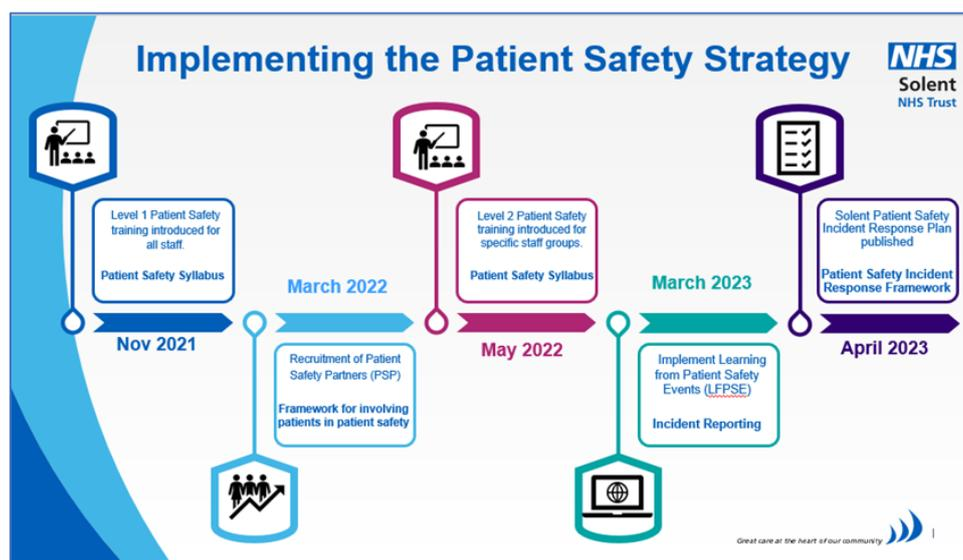 Implementing the Patient Safety Strategy
NHS
Solent
NHS Trust
Level 1 Patient Safety
training introduced for
all staff.
Patient Safety Syllabus
Nov 2021
March 2022
Recruitment of Patient
Safety Partners (PSP)
Framework for involving
patients in patient safety
Level 2 Patient Safety
training introduced for
specific staff groups.
Patient Safety Syllabus
May 2022
March 2023
Implement Learning
from Patient Safety
Events (LFPSE)
Incident Reporting
Solent Patient Safety
Incident Response Plan
published
Patient Safety Incident
Response Framework
April 2023
Great care at the heart of our community